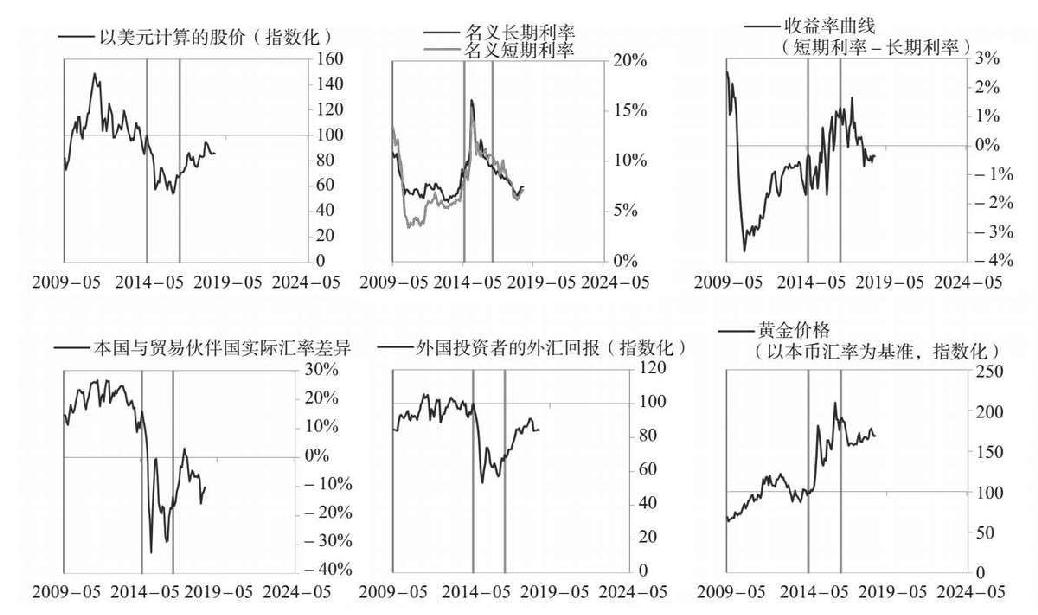 以美元计算的股价（指数化）
160
140
120
100
80
60
40
20
0
2009-05 2014-05 2019-05 2024-05
名义长期利率
名义短期利率
20%
15%
10%
5%
0%
2009-05 2014-05 2019-05 2024-05
收益率曲线
（短期利率-长期利率）
3%
2%
1%
0%
-1%
-2%
-3%
-4%
2009-05 2014-05 2019-05 2024-05
本国与贸易伙伴国实际汇率差异
30%
20%
10%
0%
-10%
-20%
-30%
-40%
2009-05 2014-05 2019-05 2024-05
外国投资者的外汇回报（指数化）
120
100
80
60
40
20
0
2009-05 2014-05 2019-05 2024-05
黄金价格
（以本币汇率为基准，指数化）
250
200
150
100
50
0
2009-05 2014-05 2019-05 2024-05